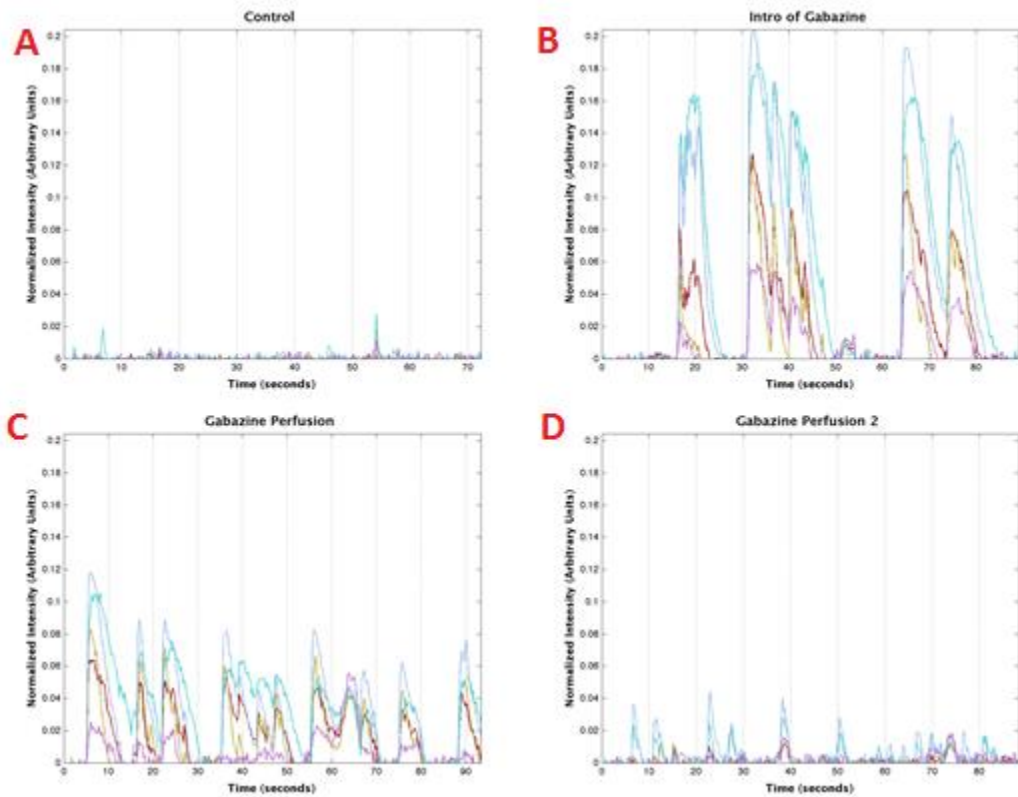 A
Control
Normalized Intensity (Arbitrary Units)
0.2
0.18
0.16
0.14
0.12
0.1
0.08
0.06
0.04
0.02
0
0 10 20 30 40 50 60 70
Time (seconds)
B
Intro of Gabazine
Normalized Intensity (Arbitrary Units)
0.2
0.18
0.16
0.14
0.12
0.1
0.08
0.06
0.04
0.02
0
0 10 20 30 40 50 60 70 80
Time (seconds)
C
Gabazine Perfusion
Normalized Intensity (Arbitrary Units)
0.2
0.18
0.16
0.14
0.12
0.1
0.08
0.06
0.04
0.02
0
0 10 20 30 40 50 60 70 80 90
Time (seconds)
D
Gabazine Perfusion 2
Normalized Intensity (Arbitrary Units)
0.2
0.18
0.16
0.14
0.12
0.1
0.08
0.06
0.04
0.02
0
0 10 20 30 40 50 60 70 80
Time (seconds)